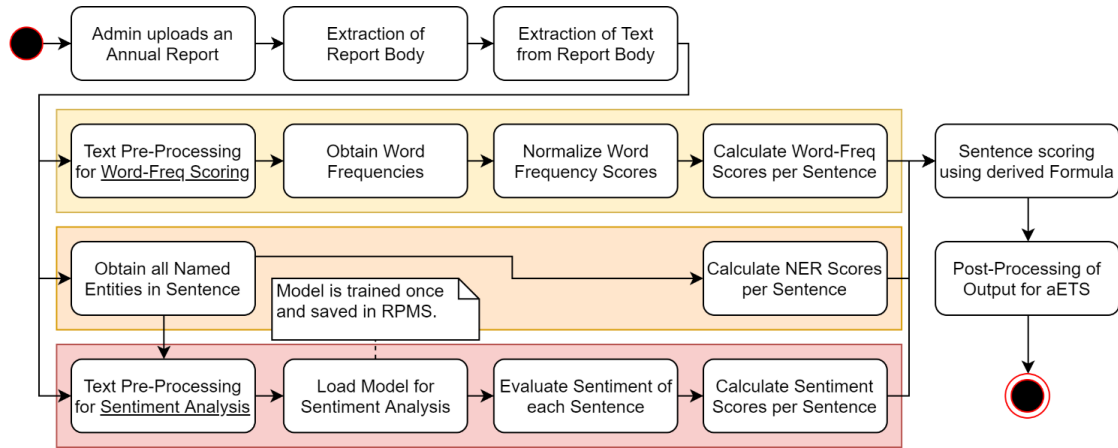 Admin uploads an
Annual Report
Extraction of
Report Body
Extraction of Text
from Report Body
Text Pre-Processing
for Word-Freq Scoring
Obtain Word
Frequencies
Normalize Word
Frequency Scores
Calculate Word-Freq
Scores per Sentence
Sentence scoring
using derived Formula
Obtain all Named
Entities in Sentence
Model is trained once
and saved in RPMS.
Calculate NER Scores
per Sentence
Post-Processing of
Output for aETS
Text Pre-Processing
for Sentiment Analysis
Load Model for
Sentiment Analysis
Evaluate Sentiment of
each Sentence
Calculate Sentiment
Scores per Sentence